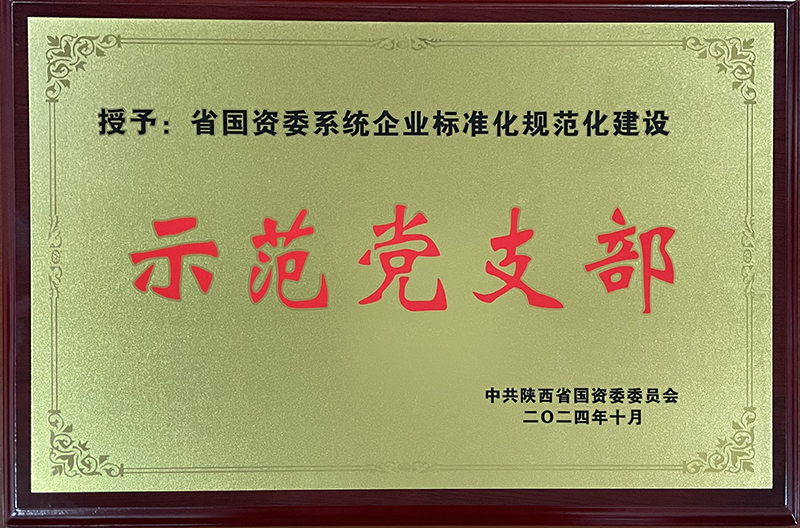 授予：省国资委系统企业标准化规范化建设
示范党支部
中共陕西省国资委委员会
二〇二四年十月